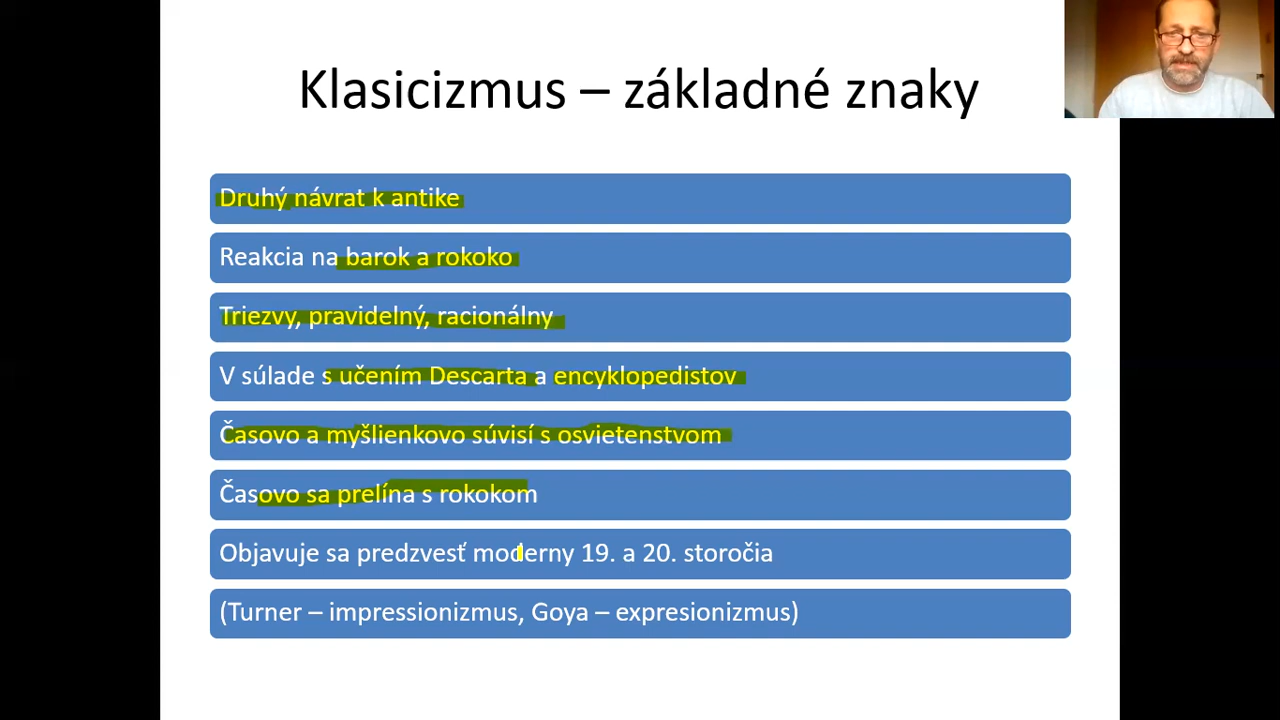 Klasicizmus – základné znaky
Druhý návrat k antike
Reakcia na barok a rokoko
Triezvy, pravidelný, racionálny
V súlade s učením Descarta a encyklopedistov
Časovo a myšlienkovo súvisí s osvietenstvom
Časovo sa prelína s rokokom
Objavuje sa predzvesť moderny 19. a 20. storočia
(Turner – impressionizmus, Goya – expresionizmus)